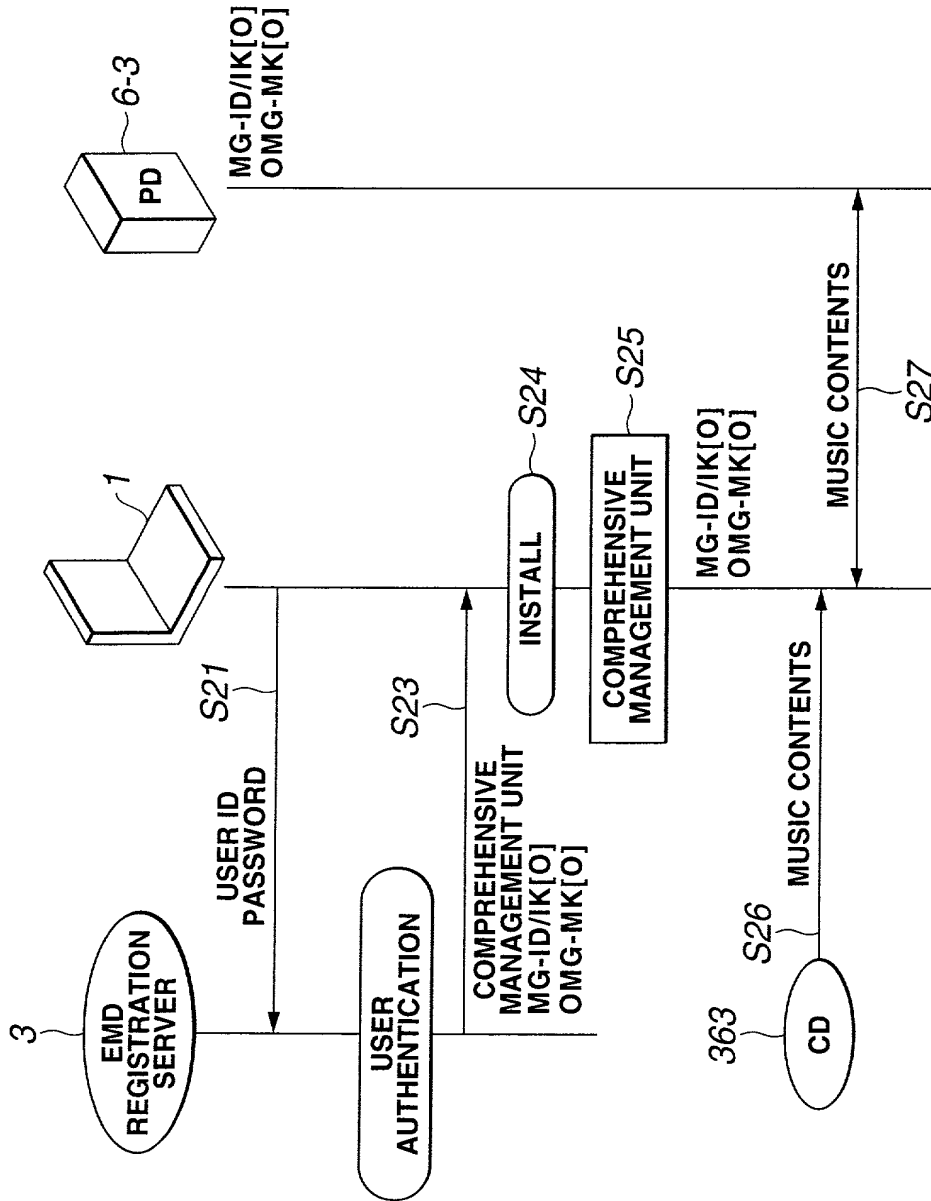 3
EMD
REGISTRATION
SERVER
1
6-3
PD
MG-ID/IK[O]
OMG-MK[O]
USER ID
PASSWORD
S21
USER
AUTHENTICATION
S23
COMPREHENSIVE
MANAGEMENT UNIT
MG-ID/IK[O]
OMG-MK[O]
INSTALL
S24
COMPREHENSIVE
MANAGEMENT UNIT
S25
MG-ID/IK[O]
OMG-MK[O]
363
CD
S26
MUSIC CONTENTS
MUSIC CONTENTS
S27